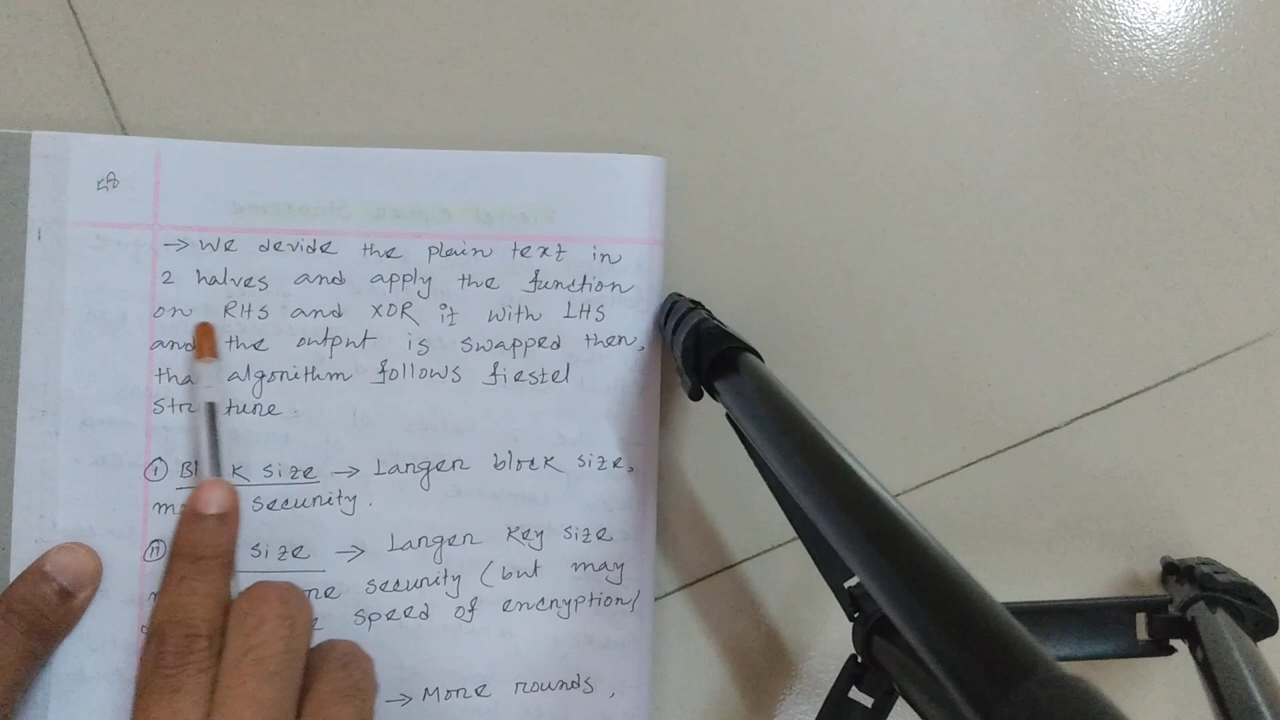 58
→ We devide the plain text in
2 halves and apply the function
on RHS and XOR it with LHS
and the output is swapped then,
algorithm follows fiestel
① size → Larger block size,
security.
② size → Larger key size
security (but may
speed of encryption/
→ More rounds,